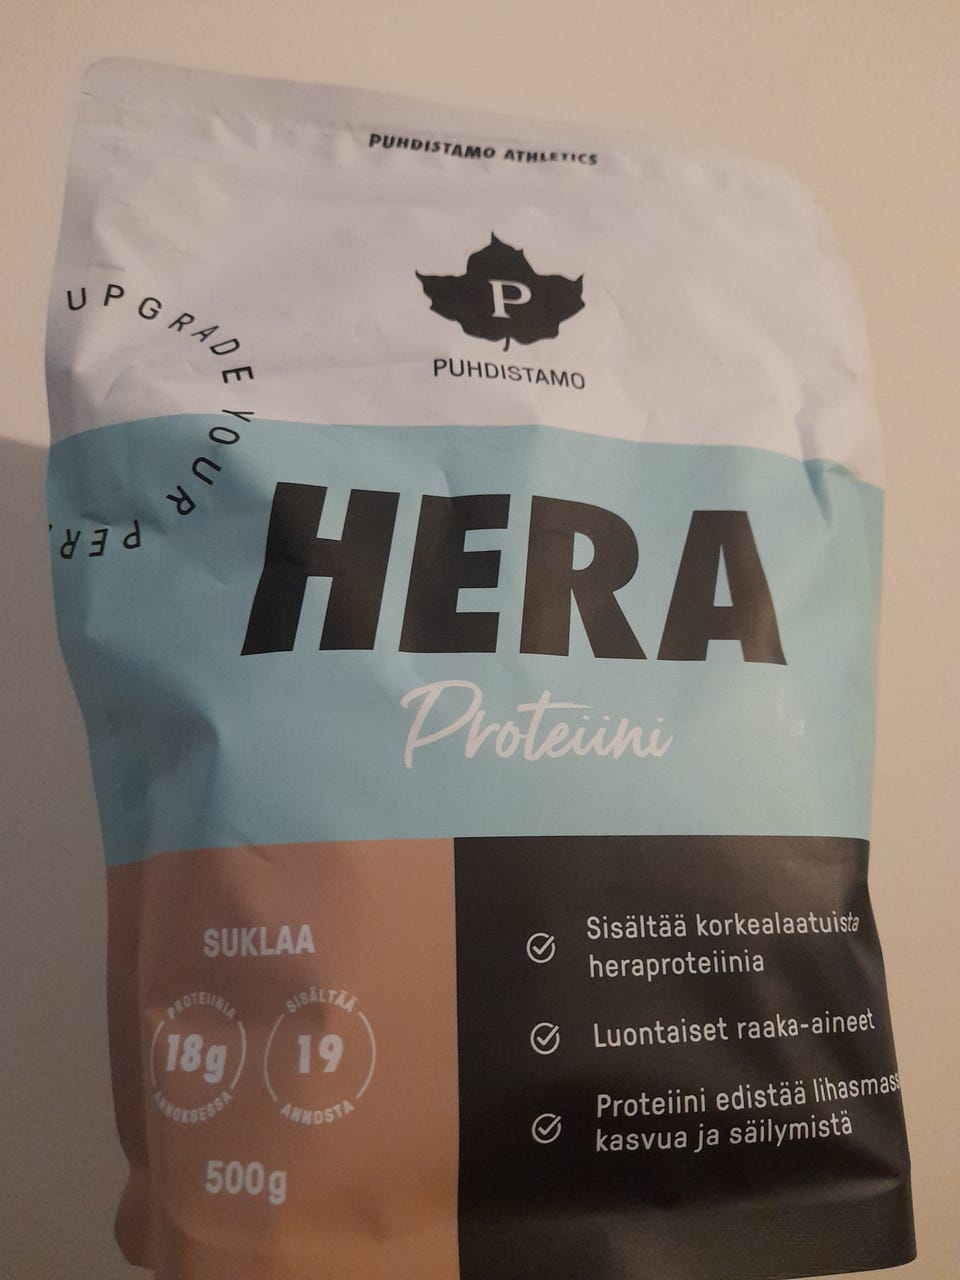 PUHDISTAMO ATHLETICS
P
PUHDISTAMO
UPGRADE YOUR PER
HERA
Proteiini
SUKLAA
PROTEIINIA
18g
ANNOKSESSA
SISÄLTÄÄ
19
ANNOSTA
500g
Sisältää korkealaatuista
heraproteiinia
Luontaiset raaka-aineet
Proteiini edistää lihasmass
kasvua ja säilymistä